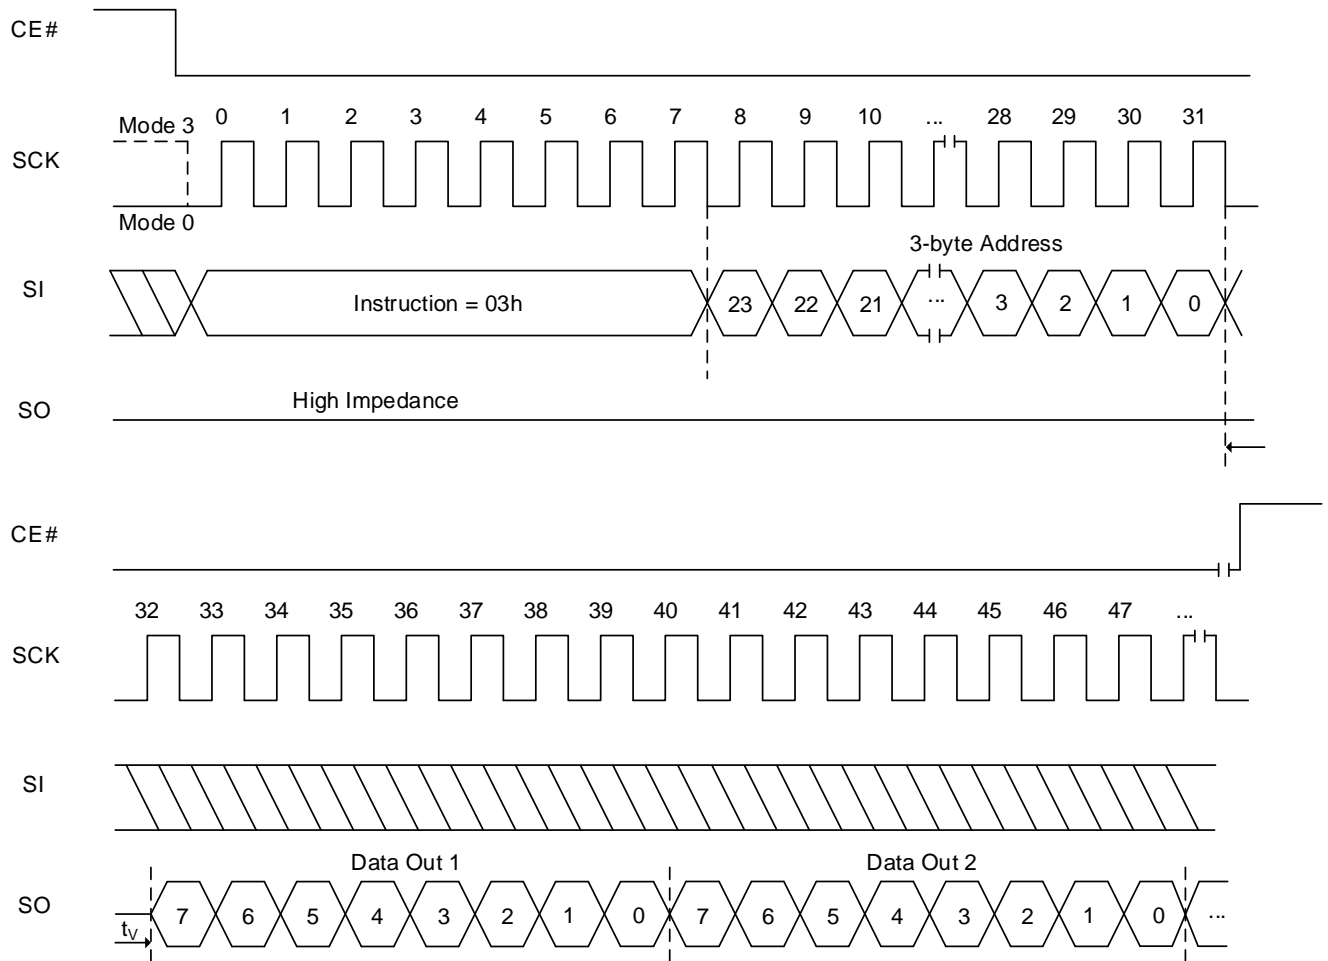 CE#
0 1 2 3 4 5 6 7 8 9 10 ... 28 29 30 31
Mode 3
SCK
Mode 0
3-byte Address
SI
Instruction = 03h 23 22 21 ... 3 2 1 0
High Impedance
SO
CE#
32 33 34 35 36 37 38 39 40 41 42 43 44 45 46 47 ...
SCK
SI
Data Out 1 Data Out 2
SO
7 6 5 4 3 2 1 0 7 6 5 4 3 2 1 0 ...
tV